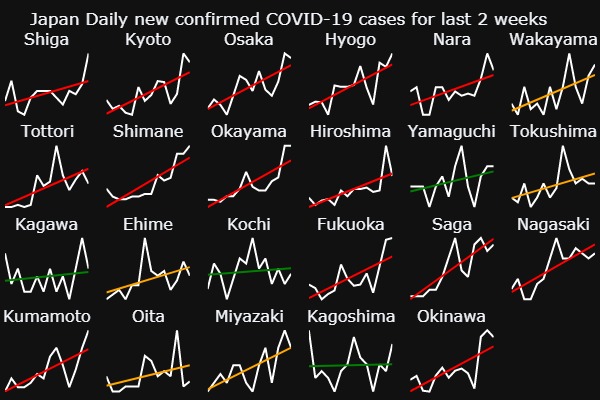 Japan Daily new confirmed COVID-19 cases for last 2 weeks
Shiga Kyoto Osaka Hyogo Nara Wakayama
Tottori Shimane Okayama Hiroshima Yamaguchi Tokushima
Kagawa Ehime Kochi Fukuoka Saga Nagasaki
Kumamoto Oita Miyazaki Kagoshima Okinawa